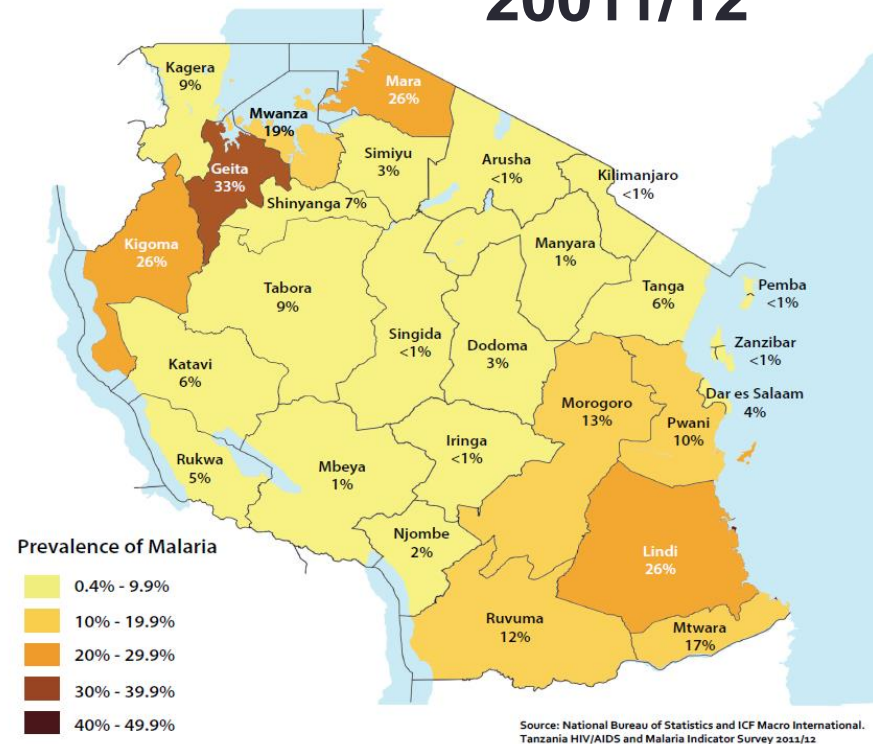 20011/12
Kagera
9%
Mara
26%
Mwanza
19%
Simiyu
3%
Arusha
<1%
Kilimanjaro
<1%
Geita
33%
Shinyanga 7%
Kigoma
26%
Manyara
1%
Tabora
9%
Tanga
6%
Pemba
<1%
Singida
<1%
Dodoma
3%
Zanzibar
<1%
Katavi
6%
Dar es Salaam
4%
Morogoro
13%
Pwani
10%
Iringa
<1%
Rukwa
5%
Mbeya
1%
Njombe
2%
Lindi
26%
Ruvuma
12%
Mtwara
17%
Prevalence of Malaria
0.4% - 9.9%
10% - 19.9%
20% - 29.9%
30% - 39.9%
40% - 49.9%
Source: National Bureau of Statistics and ICF Macro International.
Tanzania HIV/AIDS and Malaria Indicator Survey 2011/12